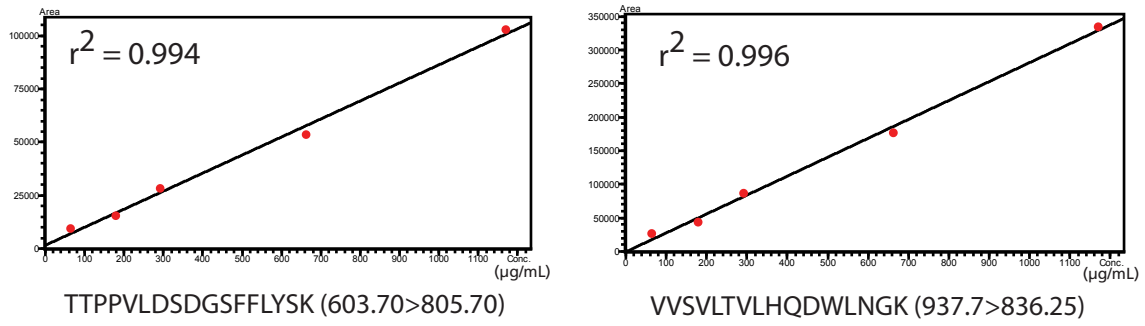 Area
r² = 0.994
100000
75000
50000
25000
0
0 100 200 300 400 500 600 700 800 900 1000 1100 Conc.
(µg/mL)
TTPPVLDSDGSFFLYSK (603.70>805.70)
Area
r² = 0.996
350000
300000
250000
200000
150000
100000
50000
0
0 100 200 300 400 500 600 700 800 900 1000 1100 Conc.
(µg/mL)
VVSVLTVLHQDWLNGK (937.7>836.25)